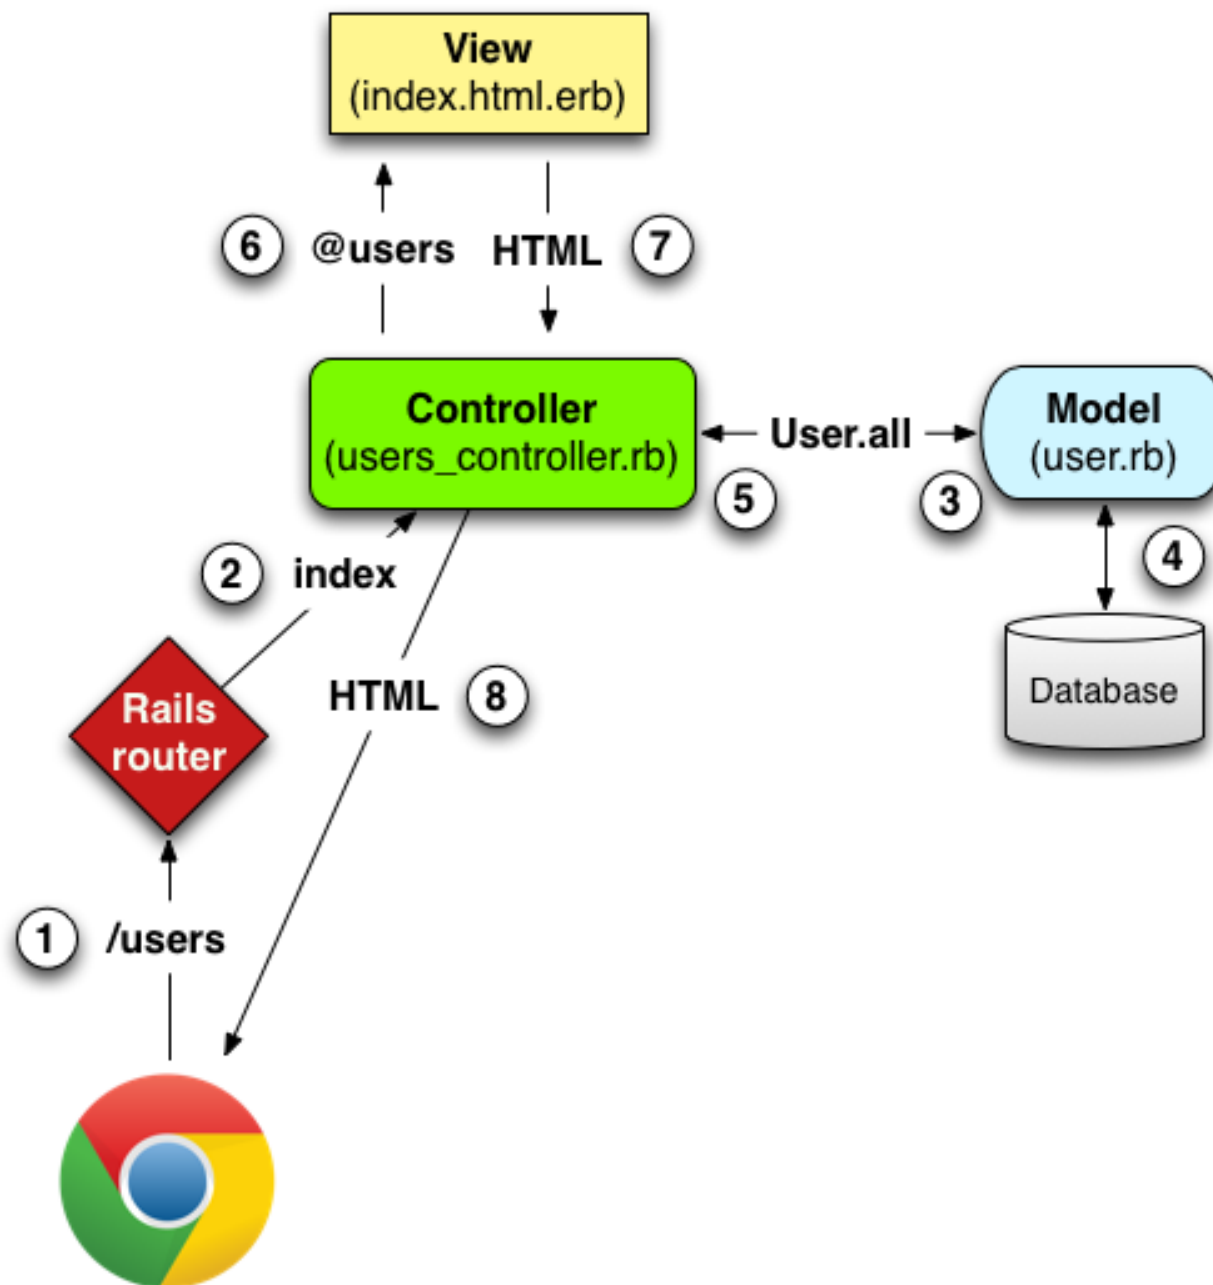 View
(index.html.erb)
6 @users HTML 7
Controller
(users_controller.rb)
User.all
Model
(user.rb)
5
3
4
2 index
Database
HTML 8
Rails
router
1 /users